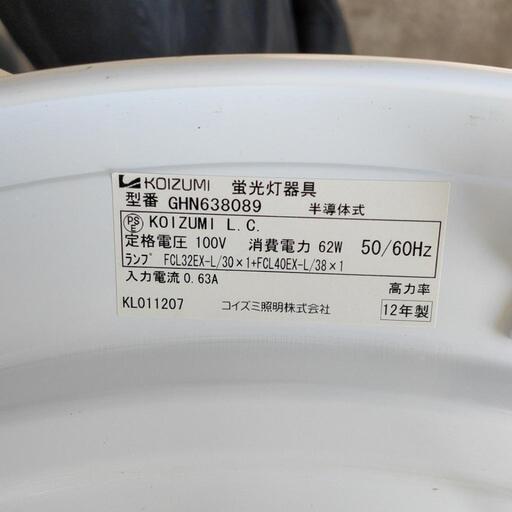 KOIZUMI 蛍光灯器具
型番 GHN638089 半導体式
PSE KOIZUMI L.C.
定格電圧 100V 消費電力 62W 50/60Hz
ﾗﾝﾌﾟ FCL32EX-L/30×1+FCL40EX-L/38×1
入力電流 0.63A 高力率
KL011207 コイズミ照明株式会社 12年製